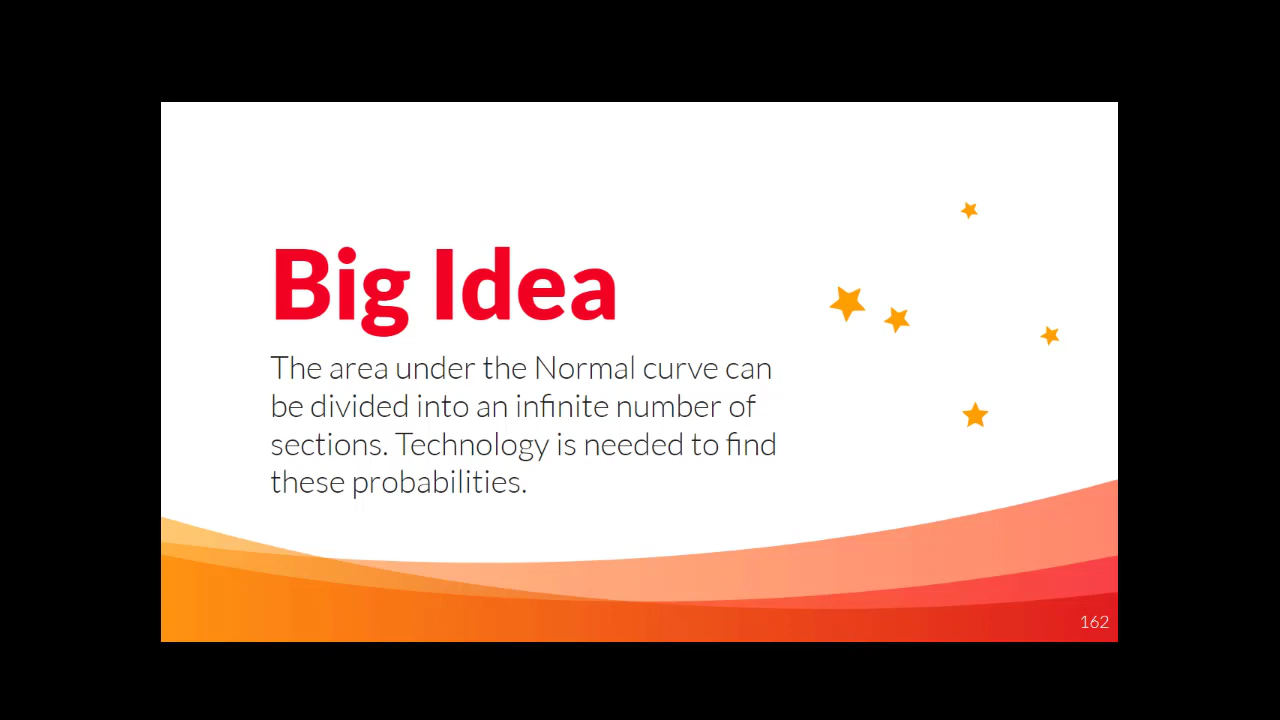 Big Idea
The area under the Normal curve can
be divided into an infinite number of
sections. Technology is needed to find
these probabilities.
162